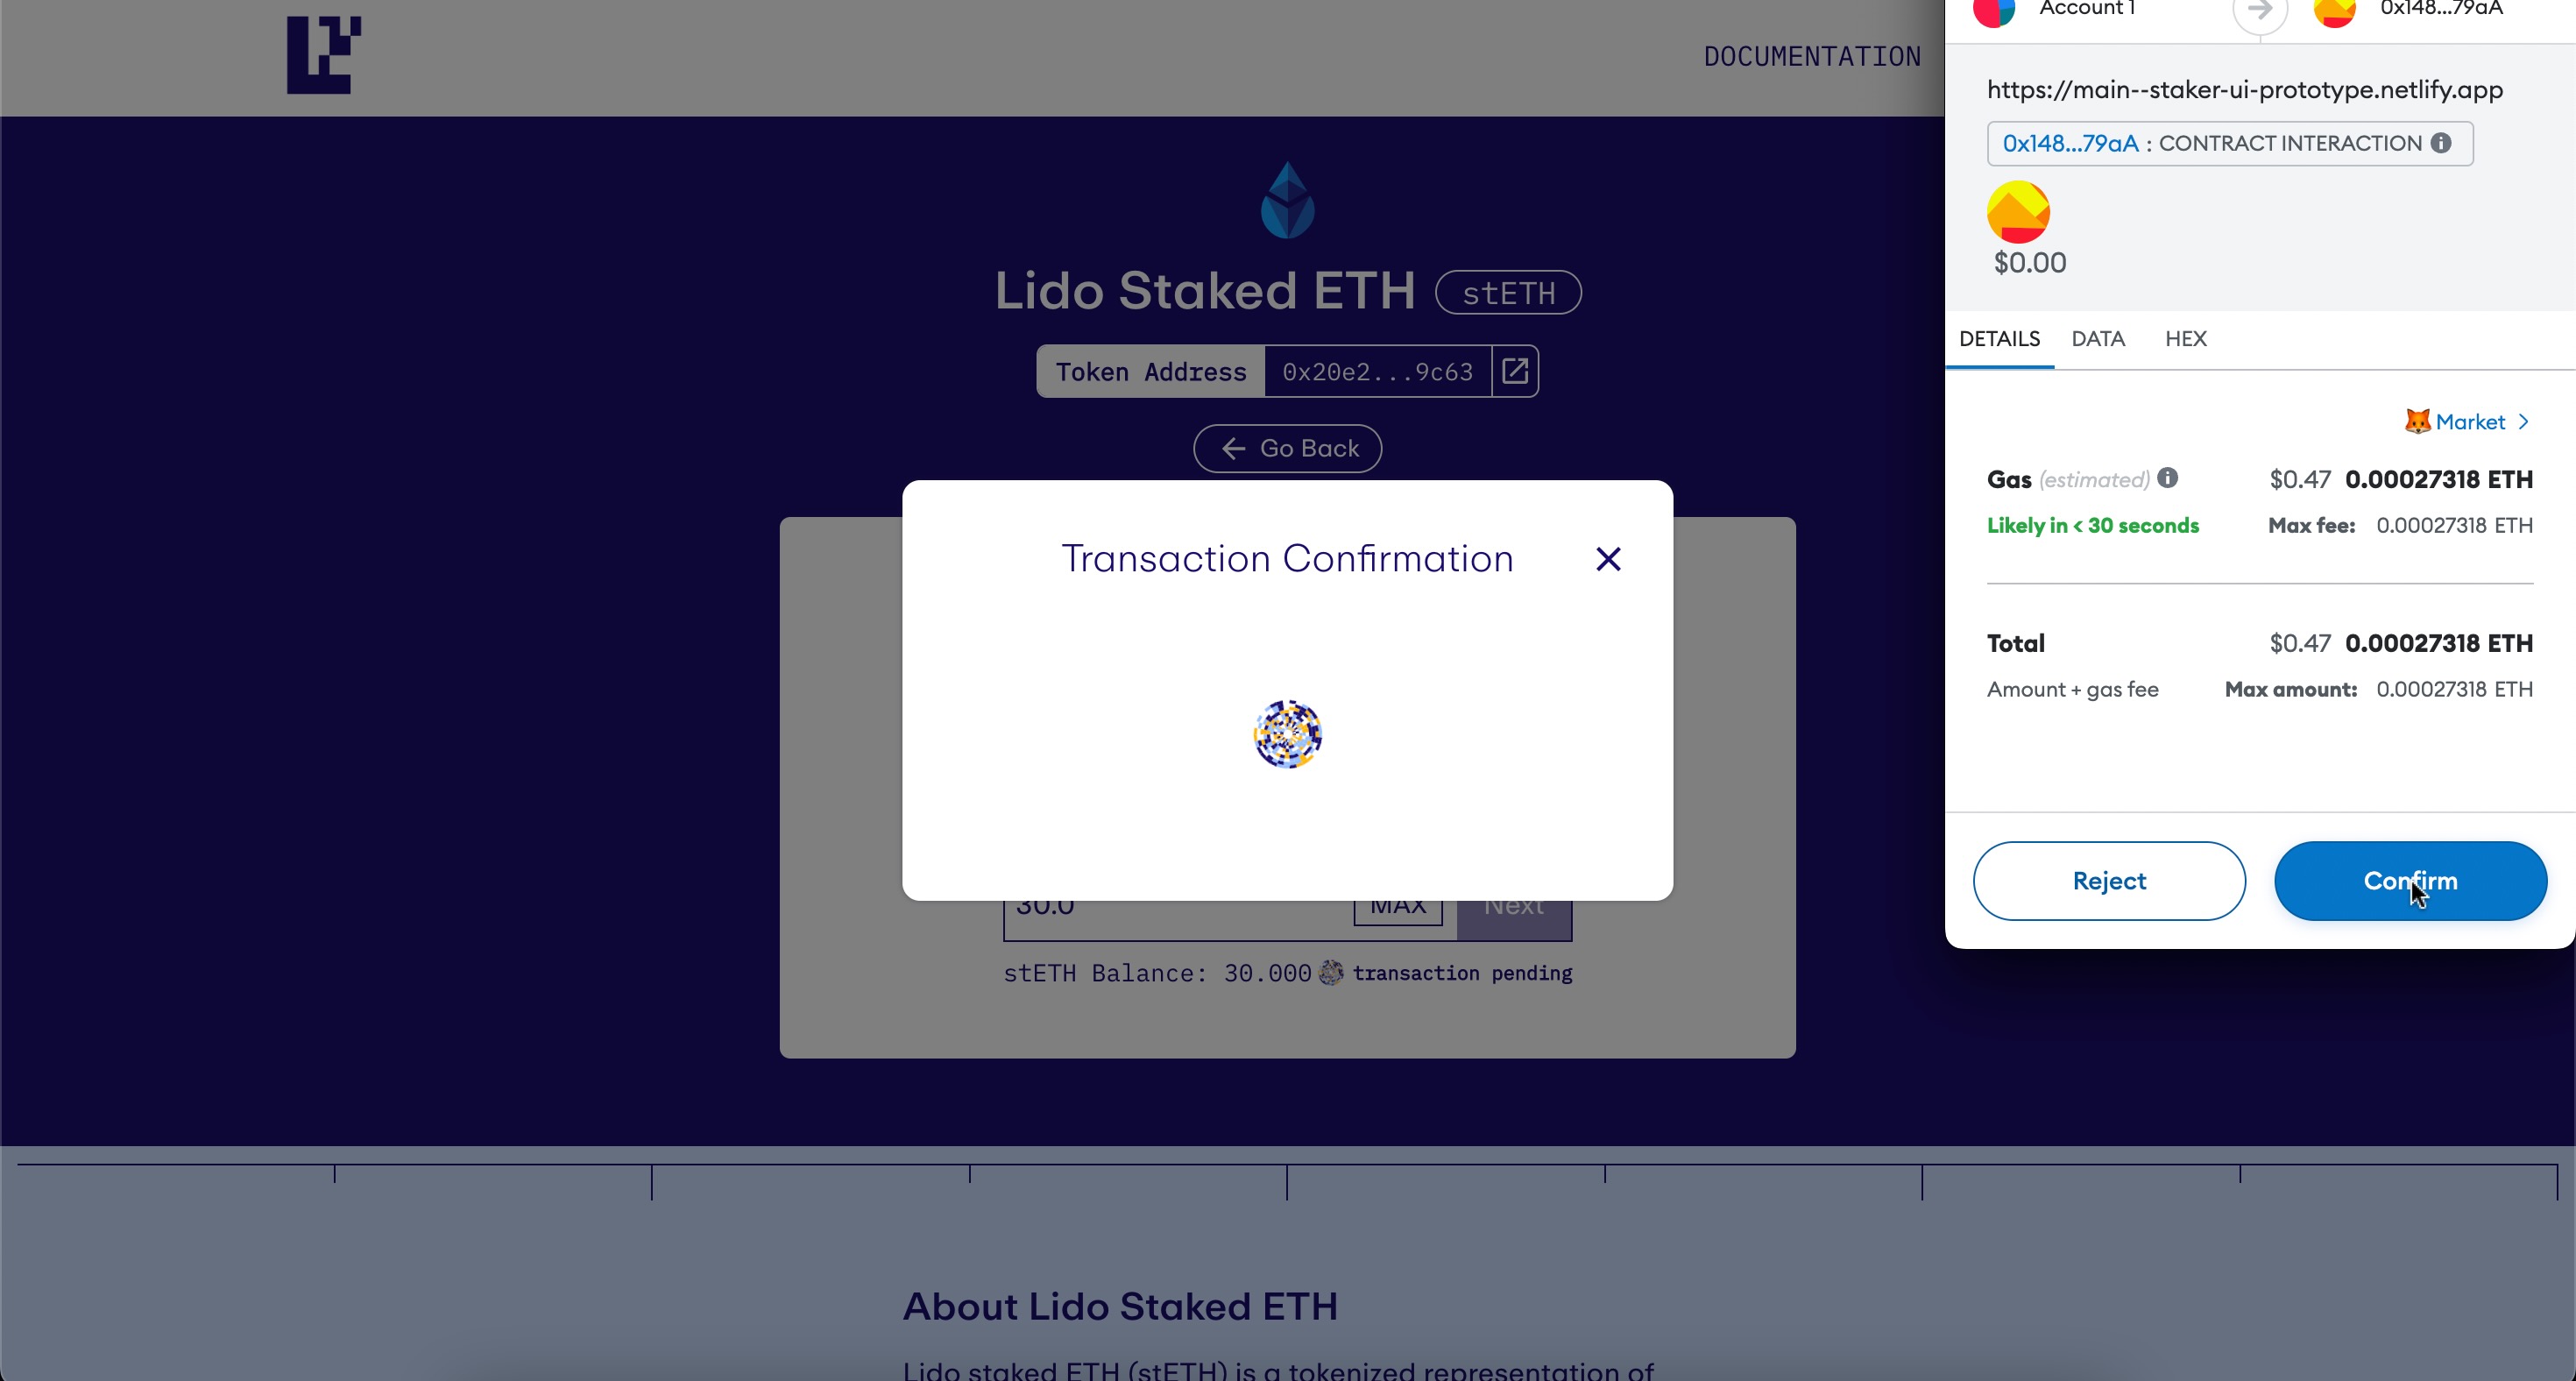 DOCUMENTATION
Lido Staked ETH stETH
Token Address 0x20e2...9c63
Go Back
Transaction Confirmation
30.0 MAX Next
stETH Balance: 30.000 transaction pending
About Lido Staked ETH
Lido staked ETH (stETH) is a tokenized representation of
Account 1 0x148...79aA
https://main--staker-ui-prototype.netlify.app
0x148...79aA : CONTRACT INTERACTION
$0.00
DETAILS DATA HEX
Market
Gas (estimated) $0.47 0.00027318 ETH
Likely in < 30 seconds Max fee: 0.00027318 ETH
Total $0.47 0.00027318 ETH
Amount + gas fee Max amount: 0.00027318 ETH
Reject Confirm